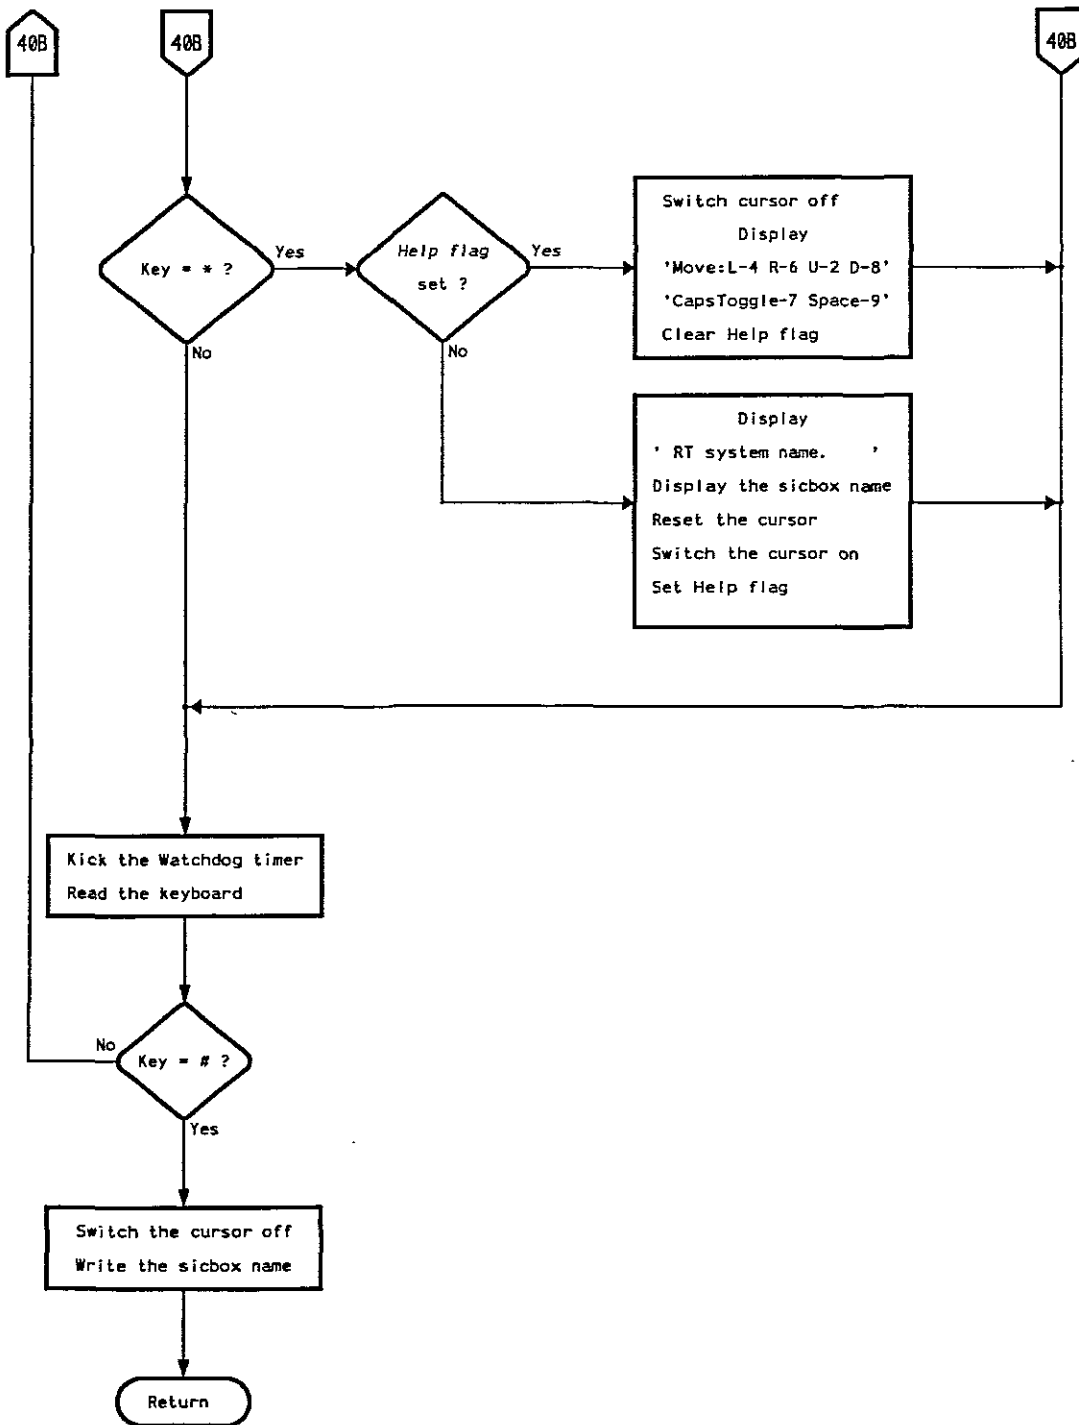 40B
40B
40B
Key = * ?
Yes
No
Help flag
set ?
Yes
No
Switch cursor off
Display
'Move:L-4 R-6 U-2 D-8'
'CapsToggle-7 Space-9'
Clear Help flag
Display
' RT system name.     '
Display the sicbox name
Reset the cursor
Switch the cursor on
Set Help flag
Kick the Watchdog timer
Read the keyboard
No
Key = # ?
Yes
Switch the cursor off
Write the sicbox name
Return